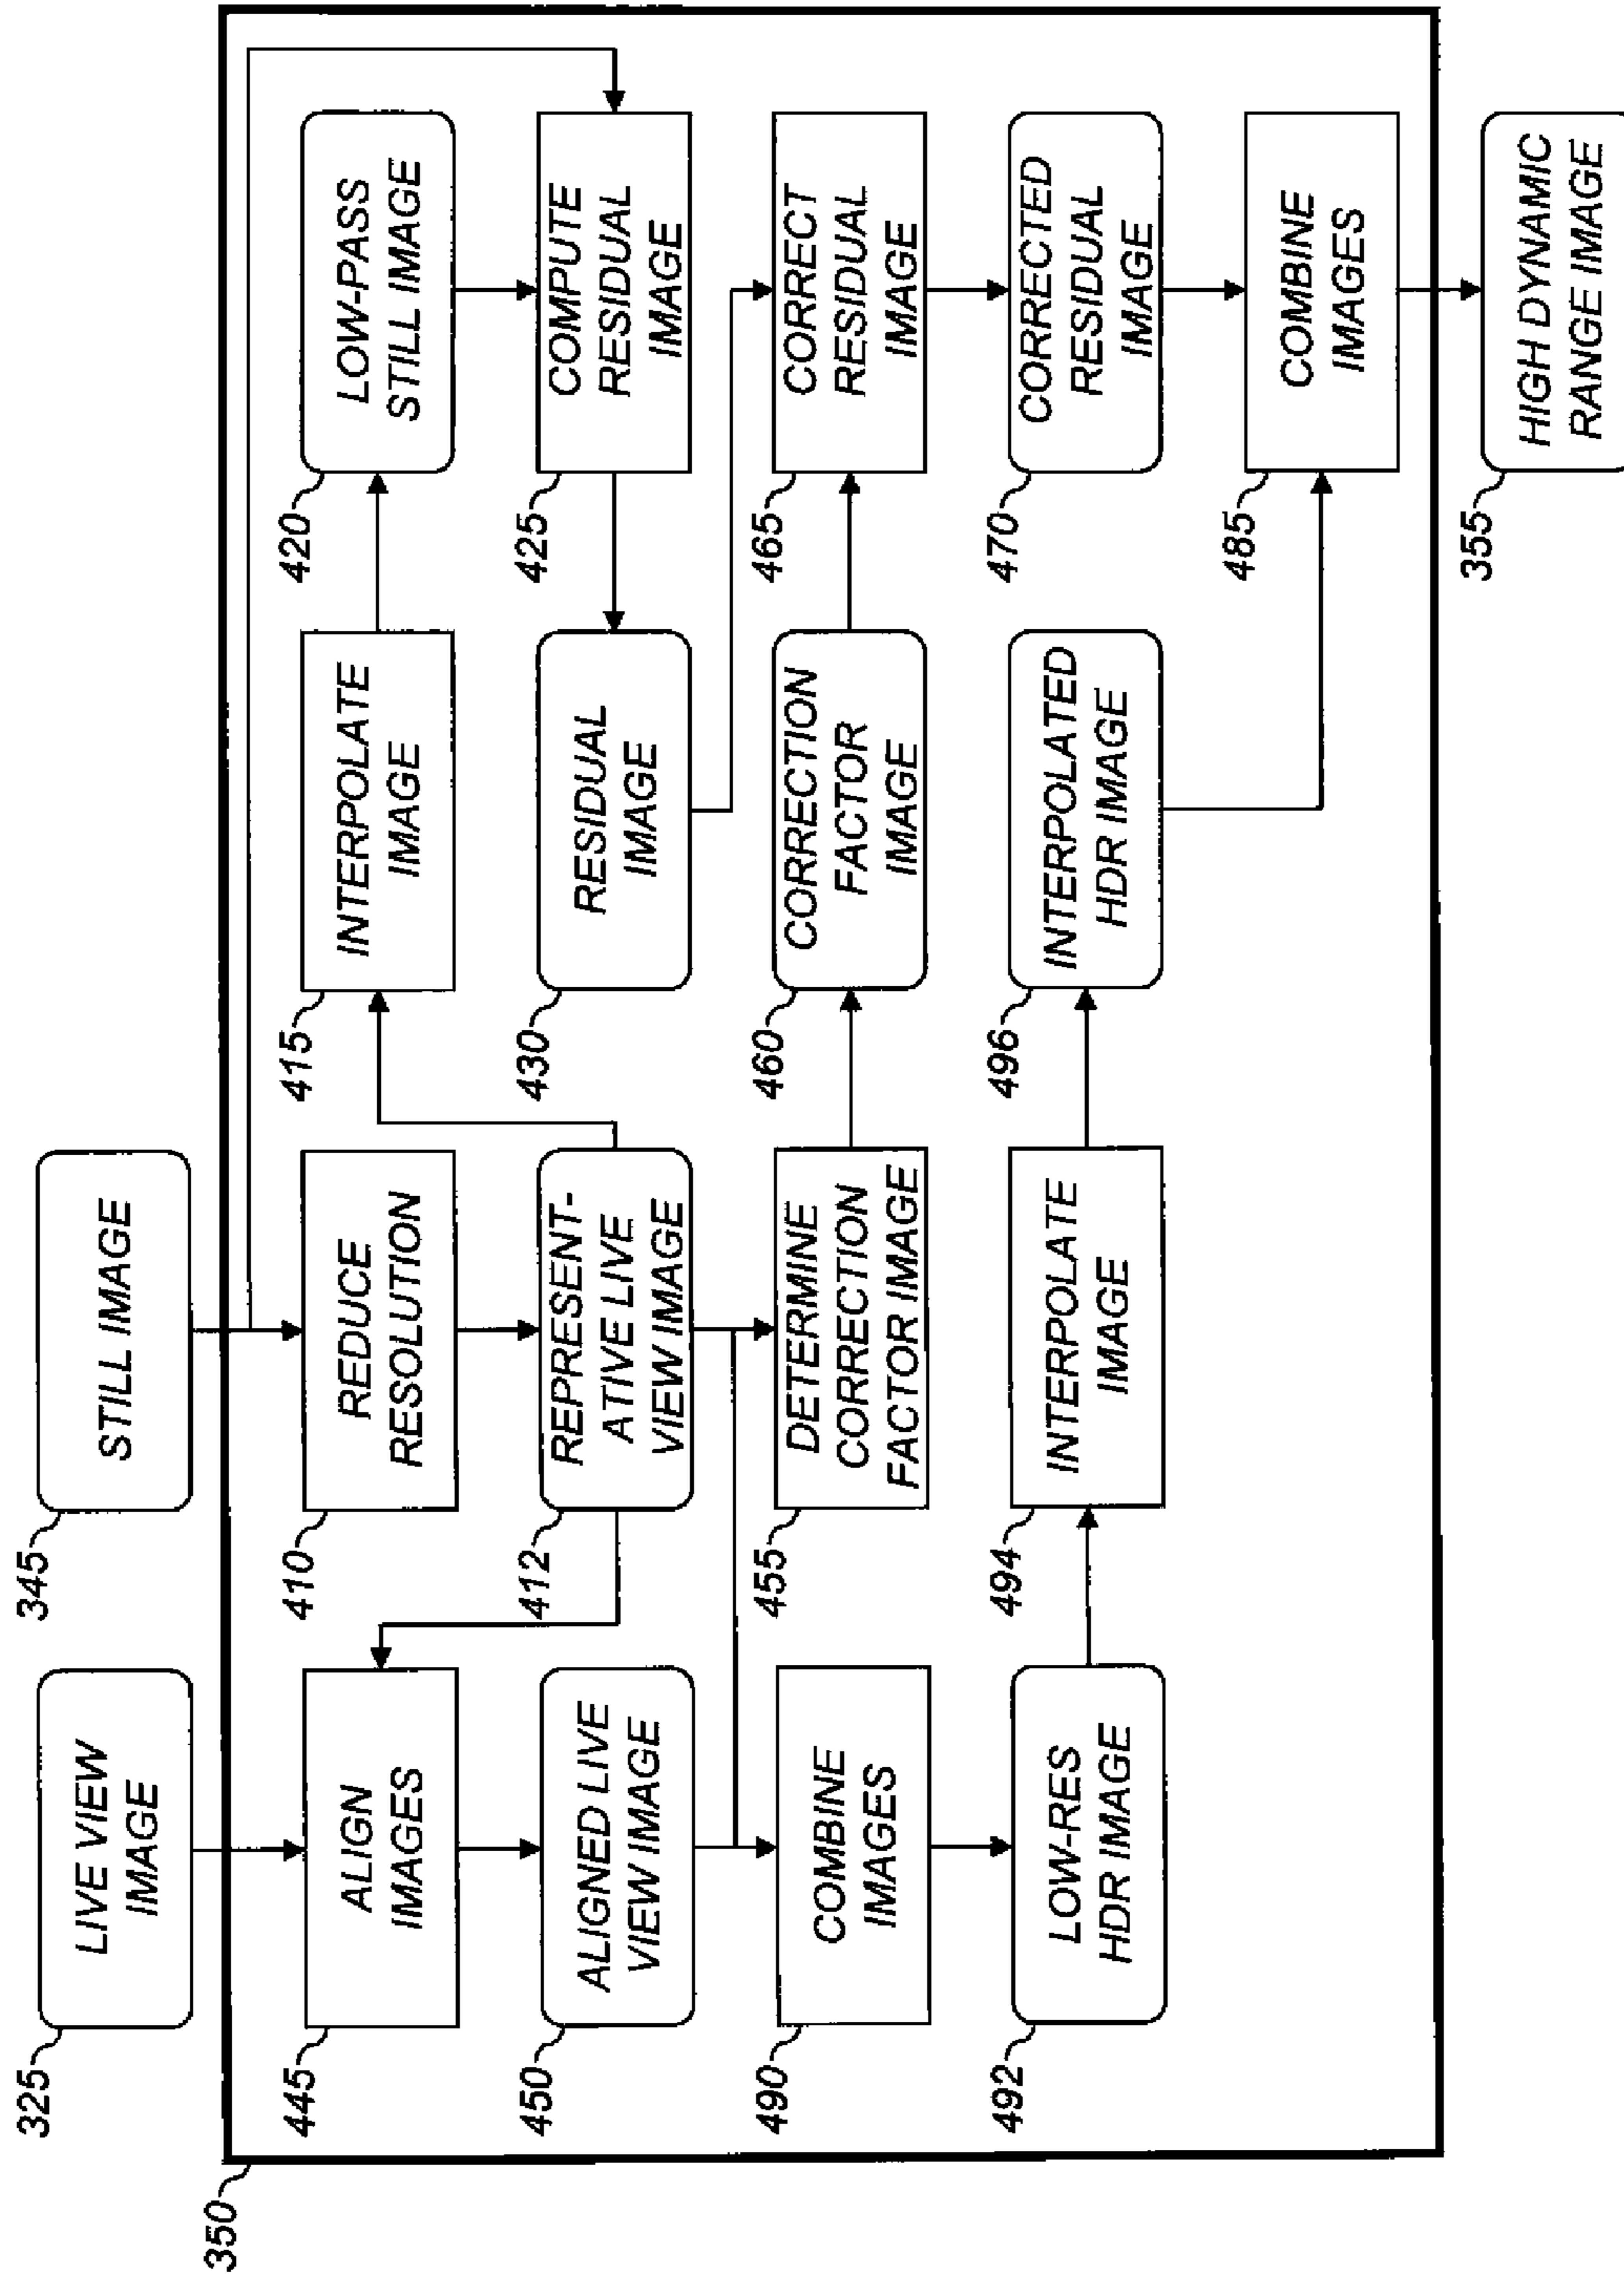 350
325
LIVE VIEW
IMAGE
345
STILL IMAGE
445
ALIGN
IMAGES
410
REDUCE
RESOLUTION
415
INTERPOLATE
IMAGE
420
LOW-PASS
STILL IMAGE
450
ALIGNED LIVE
VIEW IMAGE
412
REPRESENT-
ATIVE LIVE
VIEW IMAGE
430
RESIDUAL
IMAGE
425
COMPUTE
RESIDUAL
IMAGE
490
COMBINE
IMAGES
455
DETERMINE
CORRECTION
FACTOR IMAGE
460
CORRECTION
FACTOR
IMAGE
465
CORRECT
RESIDUAL
IMAGE
492
LOW-RES
HDR IMAGE
494
INTERPOLATE
IMAGE
496
INTERPOLATED
HDR IMAGE
470
CORRECTED
RESIDUAL
IMAGE
485
COMBINE
IMAGES
355
HIGH DYNAMIC
RANGE IMAGE